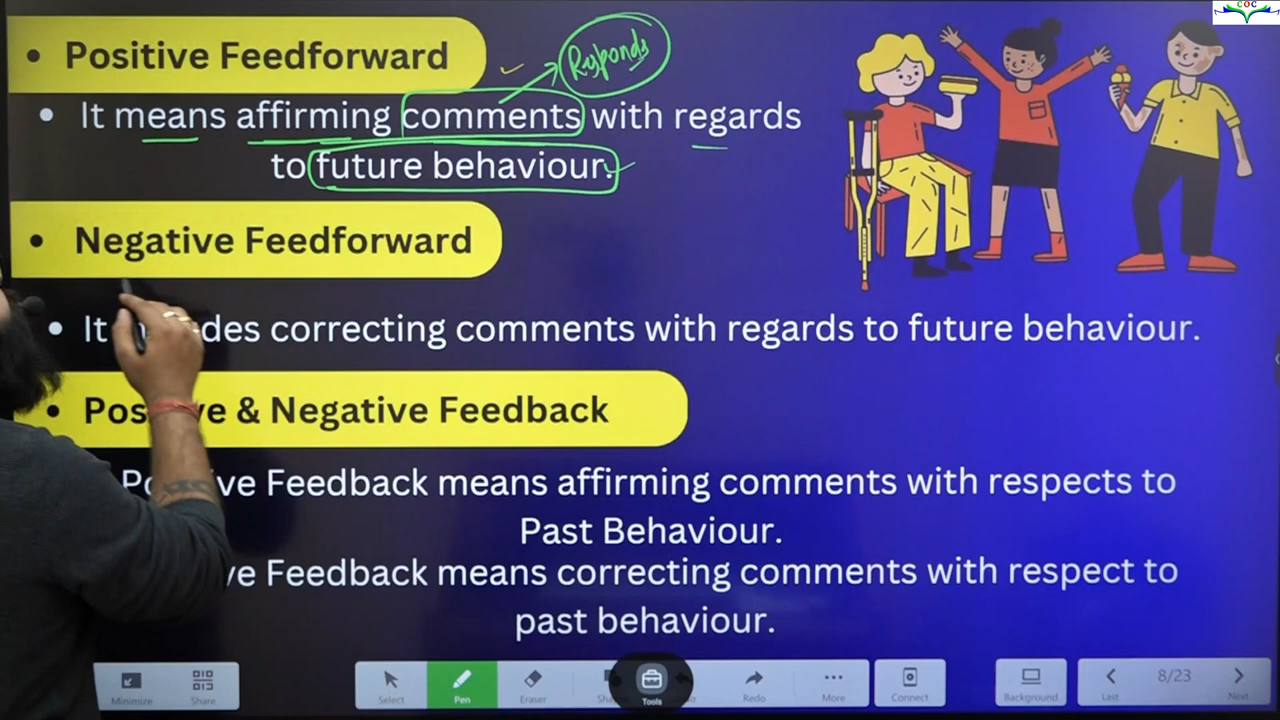 COC
• Positive Feedforward
Responds
• It means affirming comments with regards
to future behaviour.
• Negative Feedforward
• It des correcting comments with regards to future behaviour.
• Pos ve & Negative Feedback
ve Feedback means affirming comments with respects to
Past Behaviour.
ve Feedback means correcting comments with respect to
past behaviour.
Minimize Share Select Pen Eraser Tools Redo More Connect Background Last 8/23 Next